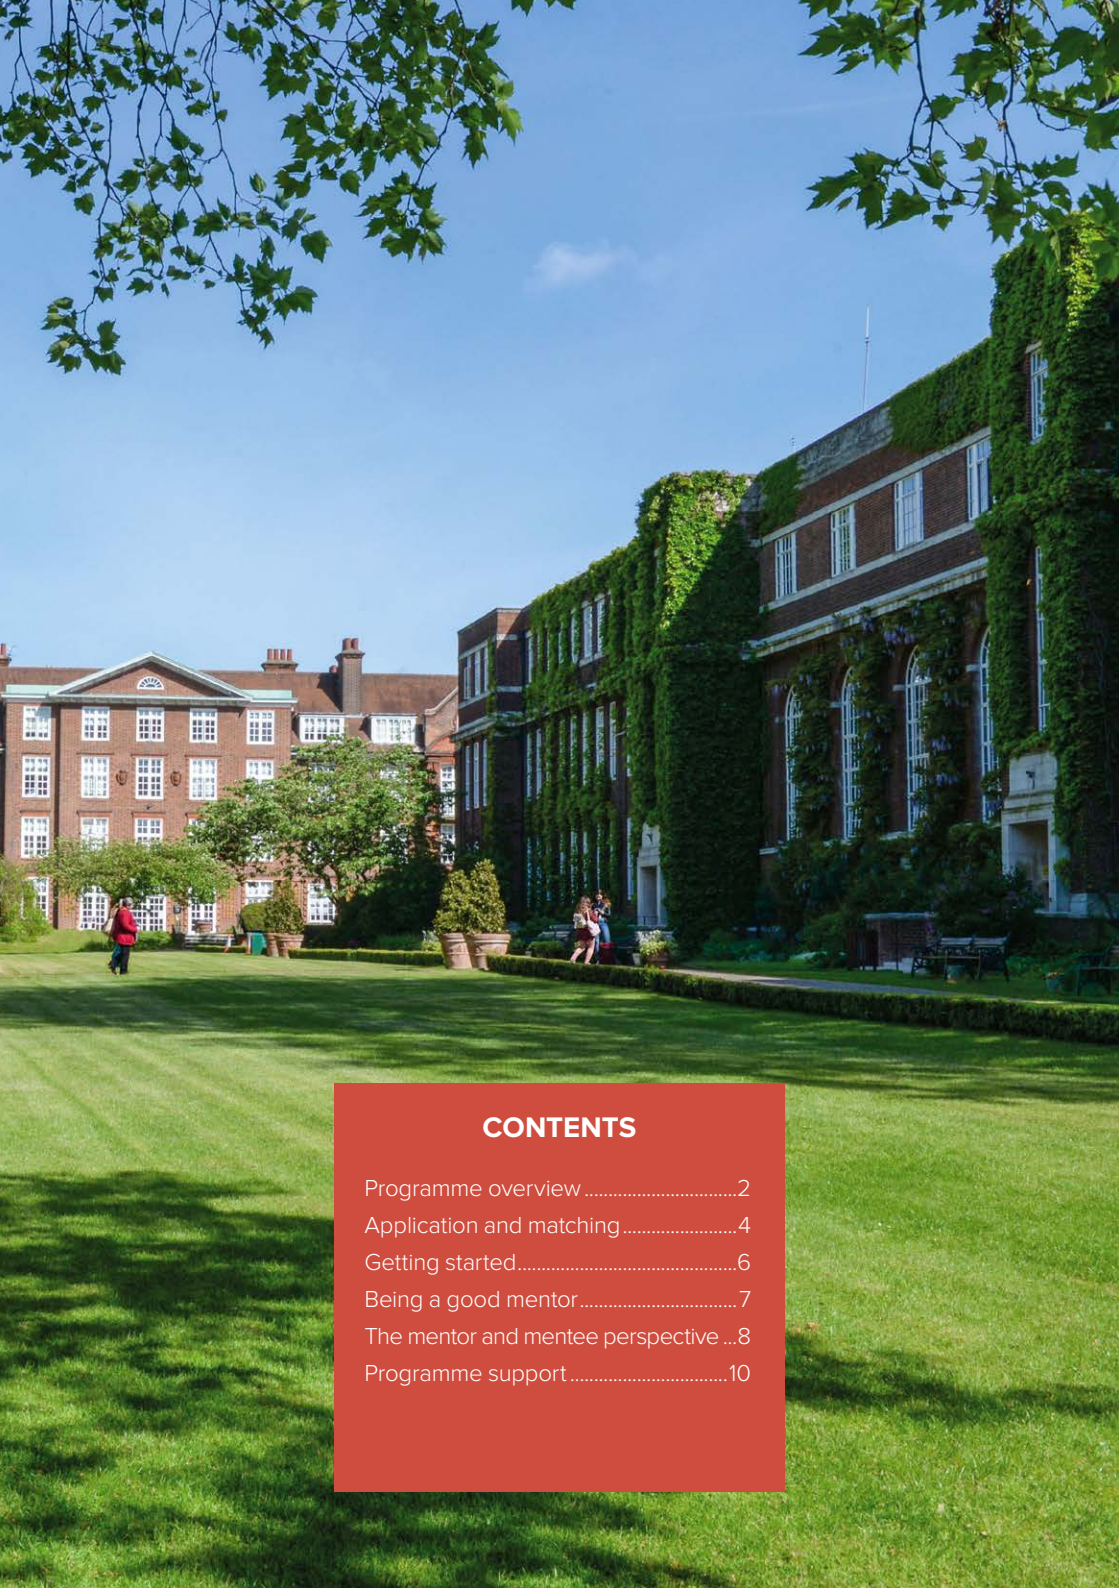 CONTENTS
Programme overview................................2
Application and matching........................4
Getting started..............................................6
Being a good mentor.................................7
The mentor and mentee perspective...8
Programme support.................................10